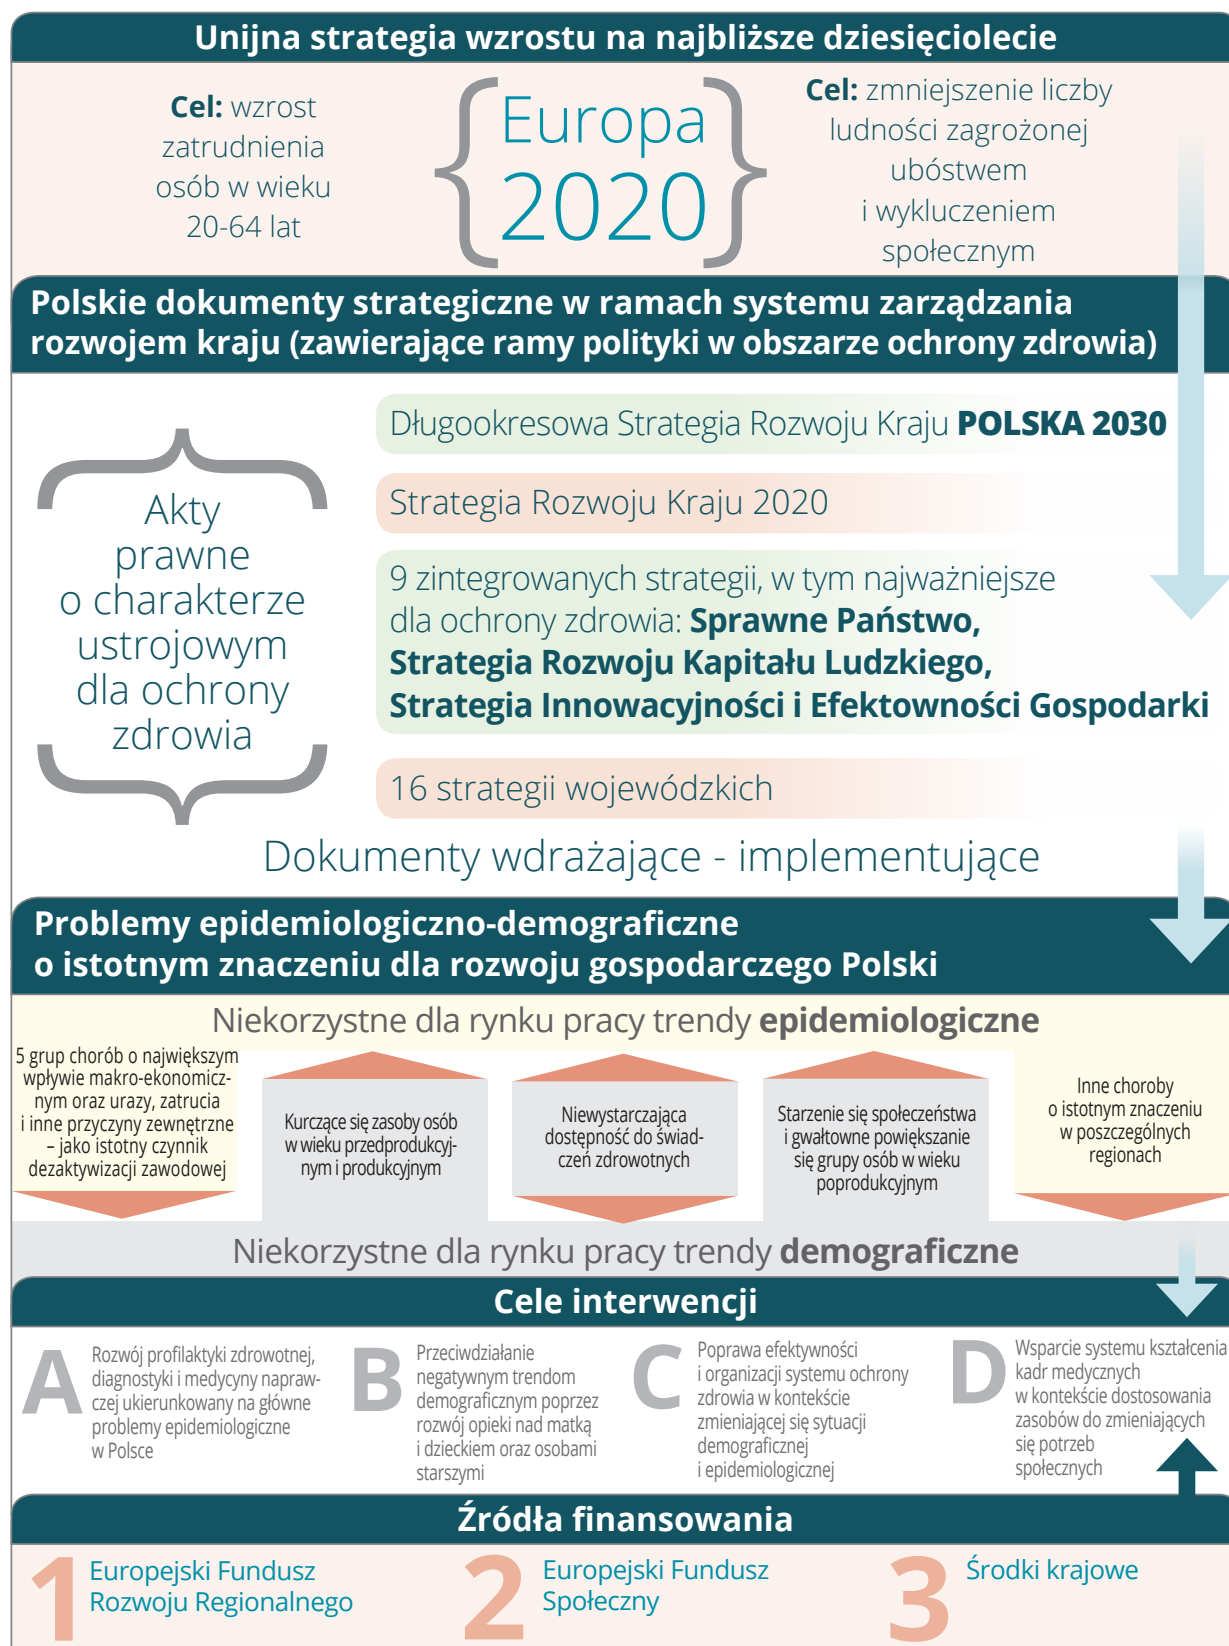 Unijna strategia wzrostu na najbliższe dziesięciolecie
Cel: wzrost
zatrudnienia
osób w wieku
20-64 lat
Europa
2020
Cel: zmniejszenie liczby
ludności zagrożonej
ubóstwem
i wykluczeniem
społecznym
Polskie dokumenty strategiczne w ramach systemu zarządzania
rozwojem kraju (zawierające ramy polityki w obszarze ochrony zdrowia)
Akty
prawne
o charakterze
ustrojowym
dla ochrony
zdrowia
Długookresowa Strategia Rozwoju Kraju POLSKA 2030
Strategia Rozwoju Kraju 2020
9 zintegrowanych strategii, w tym najważniejsze
dla ochrony zdrowia: Sprawne Państwo,
Strategia Rozwoju Kapitału Ludzkiego,
Strategia Innowacyjności i Efektowności Gospodarki
16 strategii wojewódzkich
Dokumenty wdrażające - implementujące
Problemy epidemiologiczno-demograficzne
o istotnym znaczeniu dla rozwoju gospodarczego Polski
Niekorzystne dla rynku pracy trendy epidemiologiczne
5 grup chorób o największym
wpływie makro-ekonomicz-
nym oraz urazy, zatrucia
i inne przyczyny zewnętrzne
– jako istotny czynnik
dezaktywizacji zawodowej
Kurczące się zasoby osób
w wieku przedprodukcyj-
nym i produkcyjnym
Niewystarczająca
dostępność do świad-
czeń zdrowotnych
Starzenie się społeczeństwa
i gwałtowne powiększanie
się grupy osób w wieku
poprodukcyjnym
Inne choroby
o istotnym znaczeniu
w poszczególnych
regionach
Niekorzystne dla rynku pracy trendy demograficzne
Cele interwencji
A
Rozwój profilaktyki zdrowotnej,
diagnostyki i medycyny napraw-
czej ukierunkowany na główne
problemy epidemiologiczne
w Polsce
B
Przeciwdziałanie
negatywnym trendom
demograficznym poprzez
rozwój opieki nad matką
i dzieckiem oraz osobami
starszymi
C
Poprawa efektywności
i organizacji systemu ochrony
zdrowia w kontekście
zmieniającej się sytuacji
demograficznej
i epidemiologicznej
D
Wsparcie systemu kształcenia
kadr medycznych
w kontekście dostosowania
zasobów do zmieniających
się potrzeb
społecznych
Źródła finansowania
1
Europejski Fundusz
Rozwoju Regionalnego
2
Europejski Fundusz
Społeczny
3
Środki krajowe